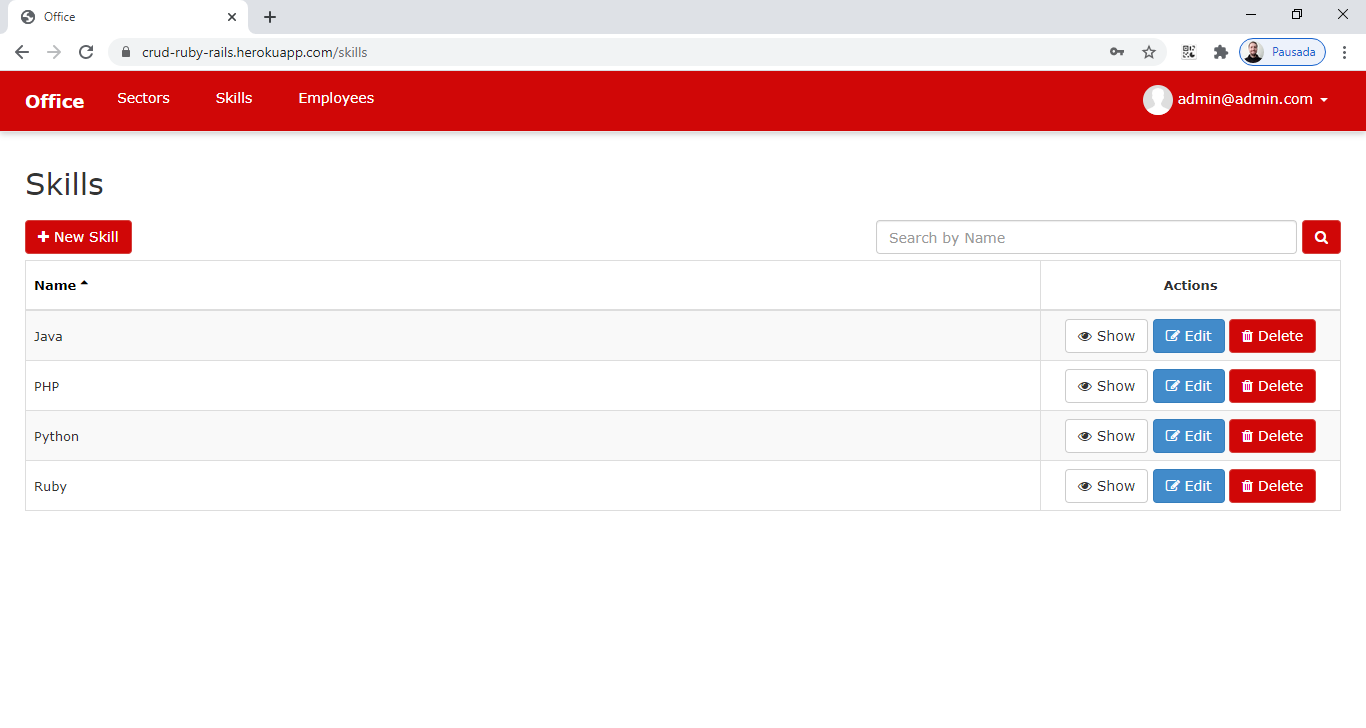 Office
crud-ruby-rails.herokuapp.com/skills
Pausada
Office Sectors Skills Employees admin@admin.com
Skills
New Skill Search by Name
Name Actions
Java Show Edit Delete
PHP Show Edit Delete
Python Show Edit Delete
Ruby Show Edit Delete